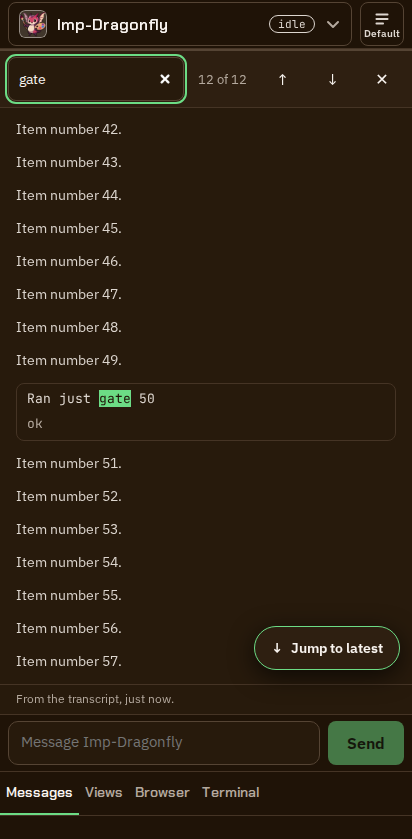 Imp-Dragonfly
idle
Default
gate
12 of 12
Item number 42.
Item number 43.
Item number 44.
Item number 45.
Item number 46.
Item number 47.
Item number 48.
Item number 49.
Ran just gate 50
ok
Item number 51.
Item number 52.
Item number 53.
Item number 54.
Item number 55.
Item number 56.
Item number 57.
↓ Jump to latest
From the transcript, just now.
Message Imp-Dragonfly
Send
Messages Views Browser Terminal